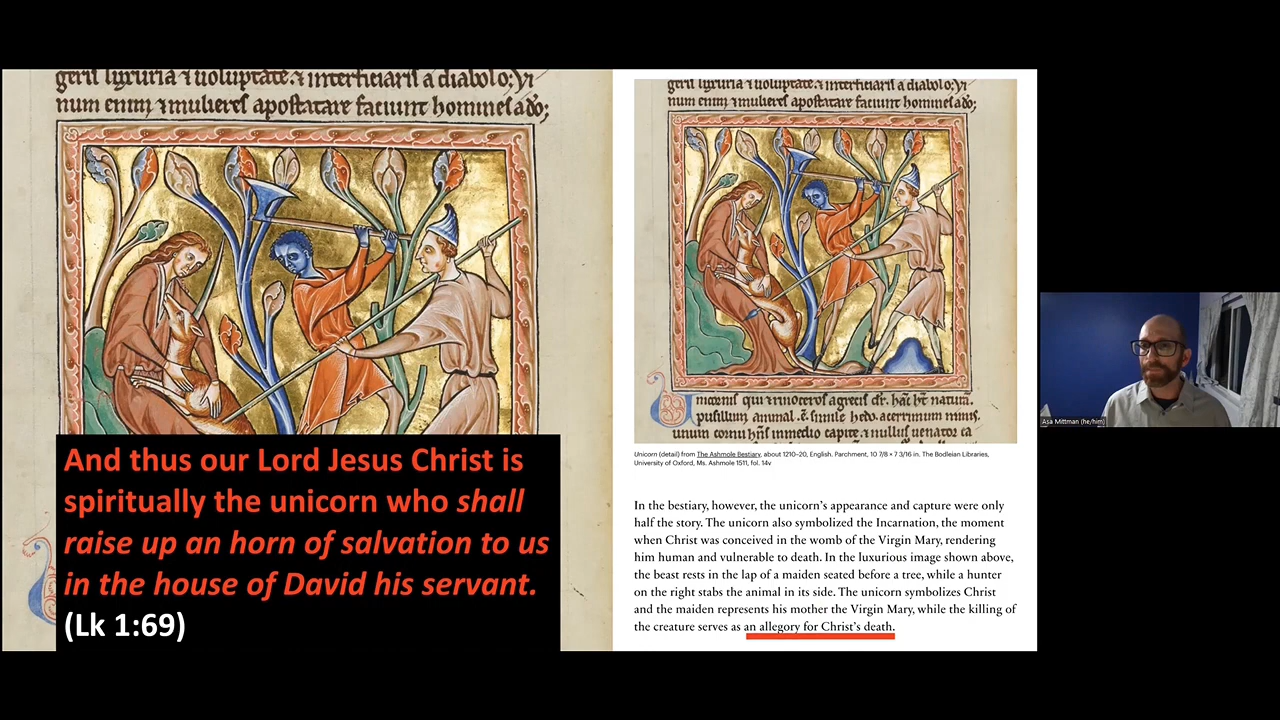 And thus our Lord Jesus Christ is
spiritually the unicorn who shall
raise up an horn of salvation to us
in the house of David his servant.
(Lk 1:69)
Unicorn (detail) from The Ashmole Bestiary, about 1210–20, English. Parchment, 10 7/8 × 7 3/16 in. The Bodleian Libraries,
University of Oxford, Ms. Ashmole 1511, fol. 14v
In the bestiary, however, the unicorn's appearance and capture were only
half the story. The unicorn also symbolized the Incarnation, the moment
when Christ was conceived in the womb of the Virgin Mary, rendering
him human and vulnerable to death. In the luxurious image shown above,
the beast rests in the lap of a maiden seated before a tree, while a hunter
on the right stabs the animal in its side. The unicorn symbolizes Christ
and the maiden represents his mother the Virgin Mary, while the killing of
the creature serves as an allegory for Christ's death.
Asa Mittman (he/him)